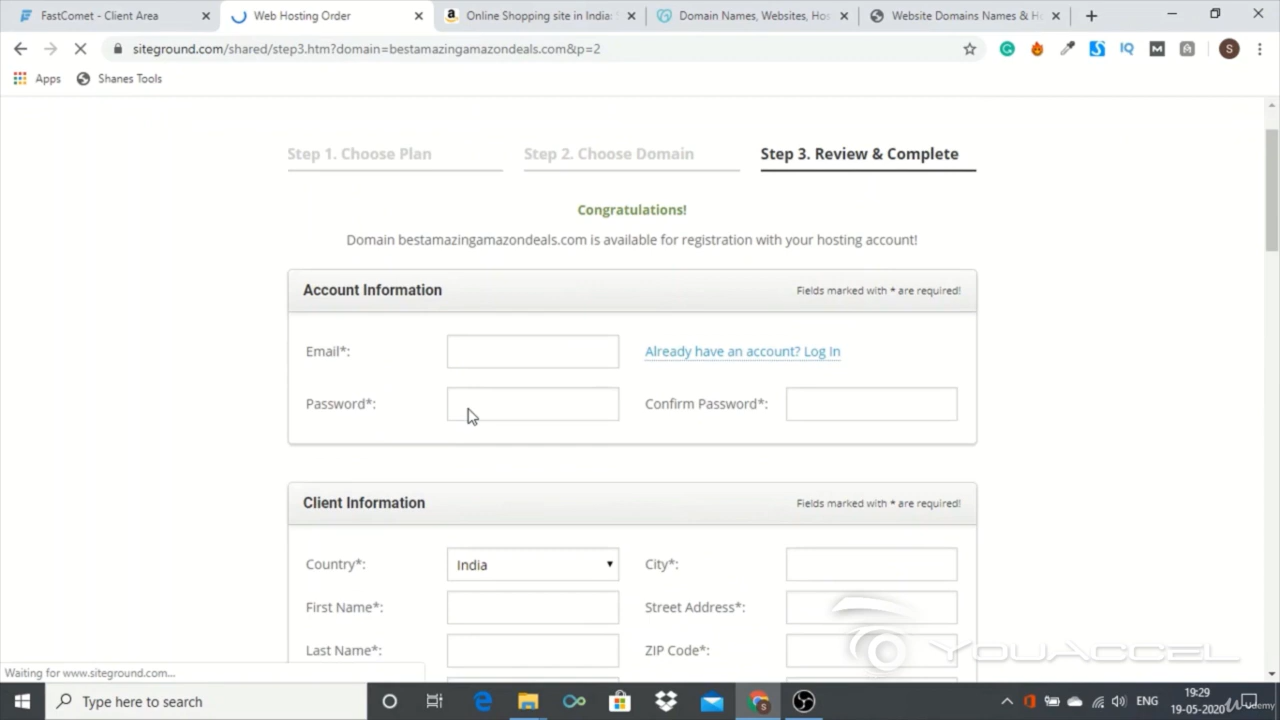 FastComet - Client Area
Web Hosting Order
Online Shopping site in India:
Domain Names, Websites, Hos
Website Domains Names & H
siteground.com/shared/step3.htm?domain=bestamazingamazondeals.com&p=2
S
Apps
Shanes Tools
Step 1. Choose Plan
Step 2. Choose Domain
Step 3. Review & Complete
Congratulations!
Domain bestamazingamazondeals.com is available for registration with your hosting account!
Account Information
Fields marked with * are required!
Email*:
Already have an account? Log In
Password*:
Confirm Password*:
Client Information
Fields marked with * are required!
Country*:
India
City*:
First Name*:
Street Address*:
Last Name*:
ZIP Code*:
YOUACCEL
Waiting for www.siteground.com...
Type here to search
ENG
19:29
19-05-2020
Udemy